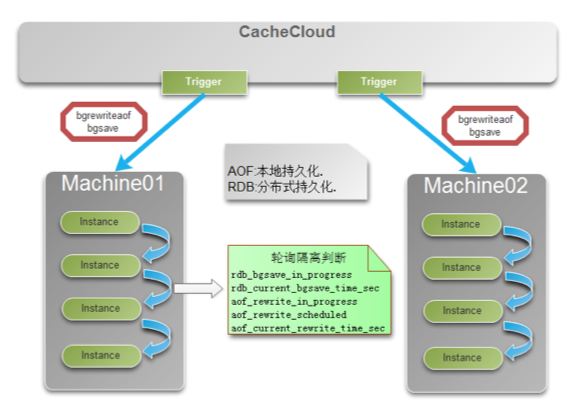 CacheCloud
Trigger
Trigger
bgrewriteaof
bgsave
bgrewriteaof
bgsave
AOF:本地持久化.
RDB:分布式持久化.
Machine01
Instance
Instance
Instance
Instance
轮询隔离判断
rdb_bgsave_in_progress
rdb_current_bgsave_time_sec
aof_rewrite_in_progress
aof_rewrite_scheduled
aof_current_rewrite_time_sec
Machine02
Instance
Instance
Instance
Instance